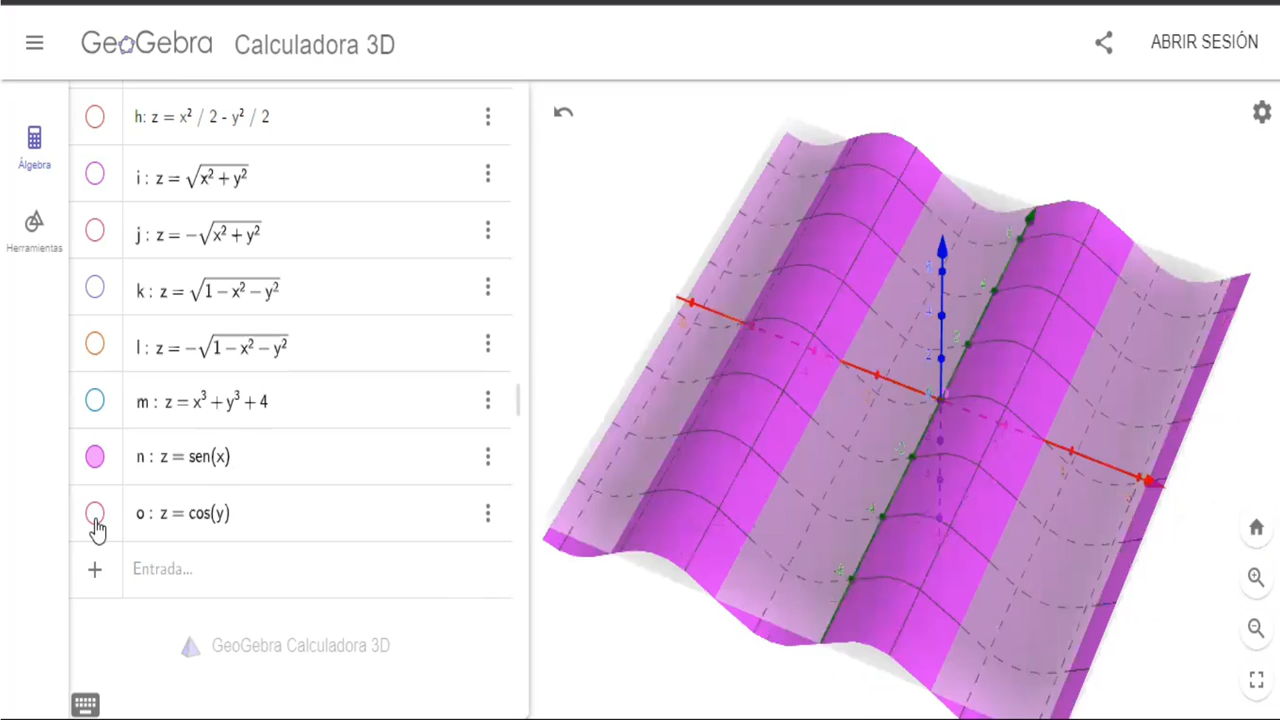 GeoGebra Calculadora 3D
ABRIR SESIÓN
Álgebra
Herramientas
h: z = x² / 2 - y² / 2
i : z = √(x² + y²)
j : z = −√(x² + y²)
k : z = √(1 − x² − y²)
l : z = −√(1 − x² − y²)
m : z = x³ + y³ + 4
n : z = sen(x)
o : z = cos(y)
Entrada...
GeoGebra Calculadora 3D